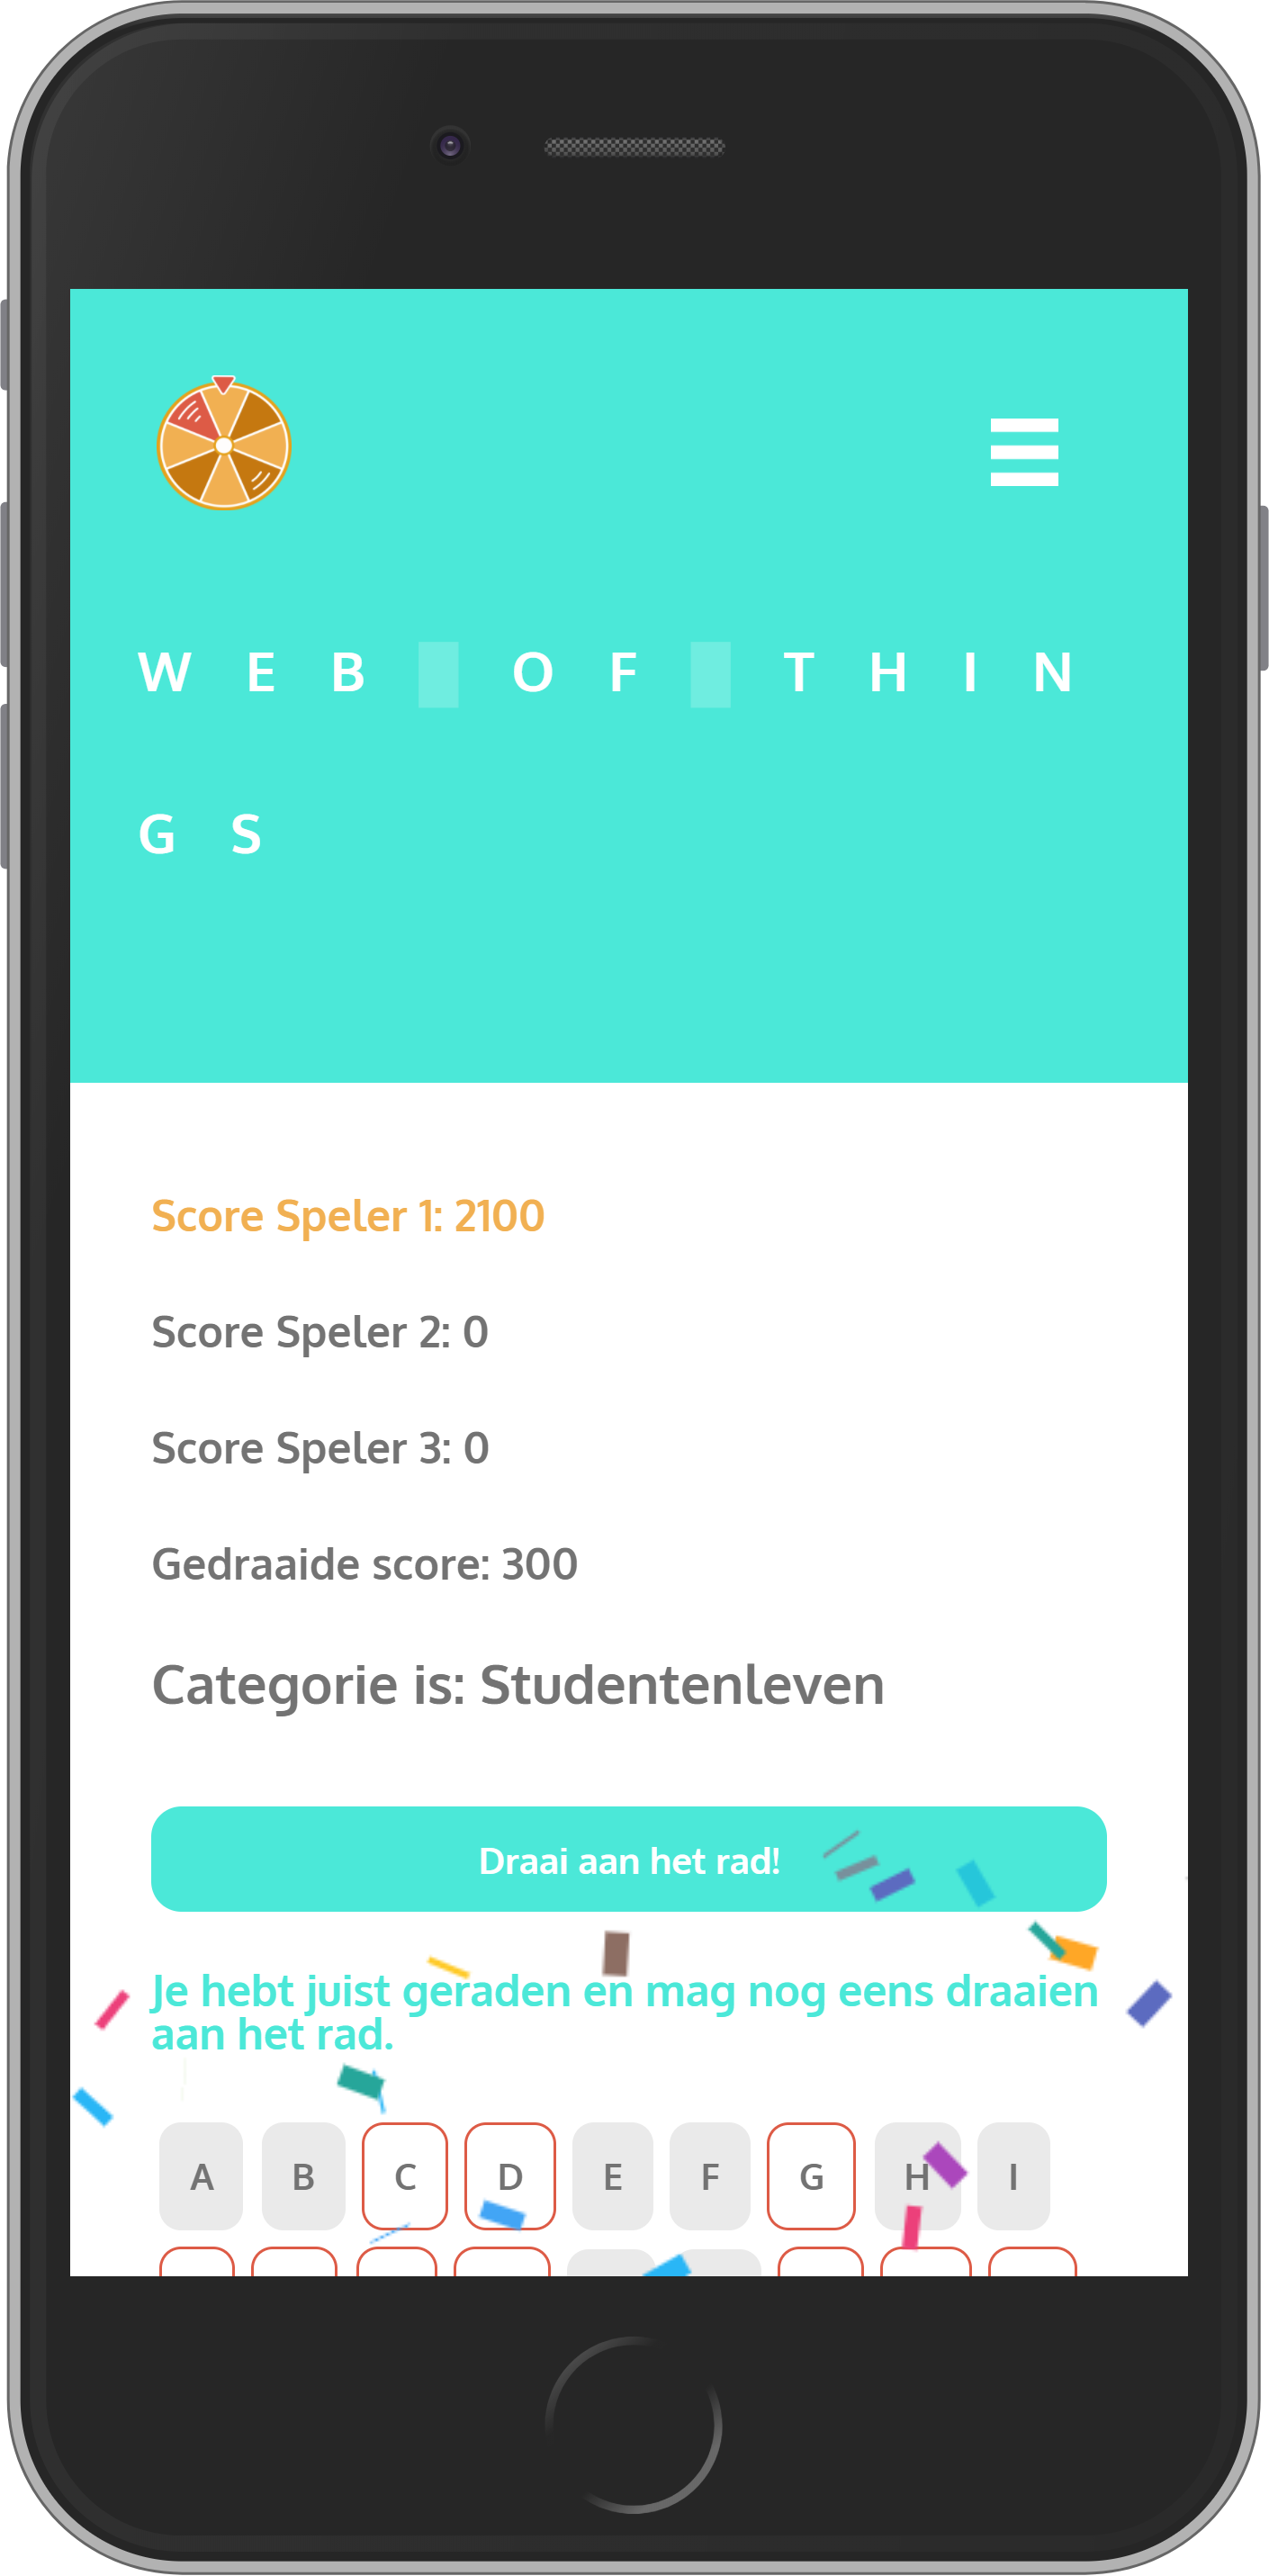 W E B O F T H I N
G S
Score Speler 1: 2100
Score Speler 2: 0
Score Speler 3: 0
Gedraaide score: 300
Categorie is: Studentenleven
Draai aan het rad!
Je hebt juist geraden en mag nog eens draaien
aan het rad.
A B C D E F G H I